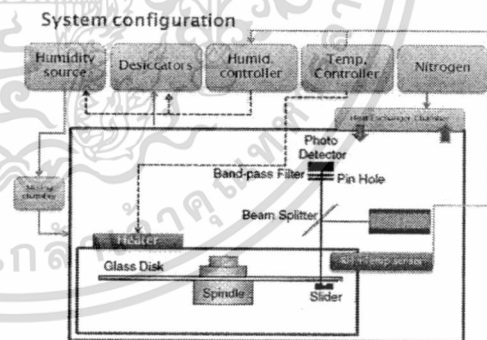 System configuration
Humidity source
Desiccators
Humid. controller
Temp. Controller
Nitrogen
Heat Exchanger Chamber
Photo Detector
Band-pass Filter
Pin Hole
Mixing chamber
Beam Splitter
Heater
Glass Disk
Spindle
Slider